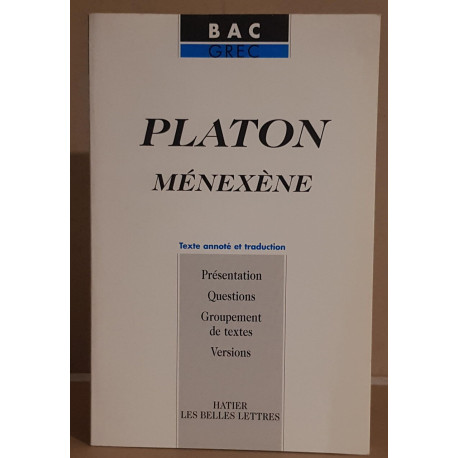 BAC
GREC
PLATON
MÉNEXÈNE
Texte annoté et traduction
Présentation
Questions
Groupement
de textes
Versions
HATIER
LES BELLES LETTRES